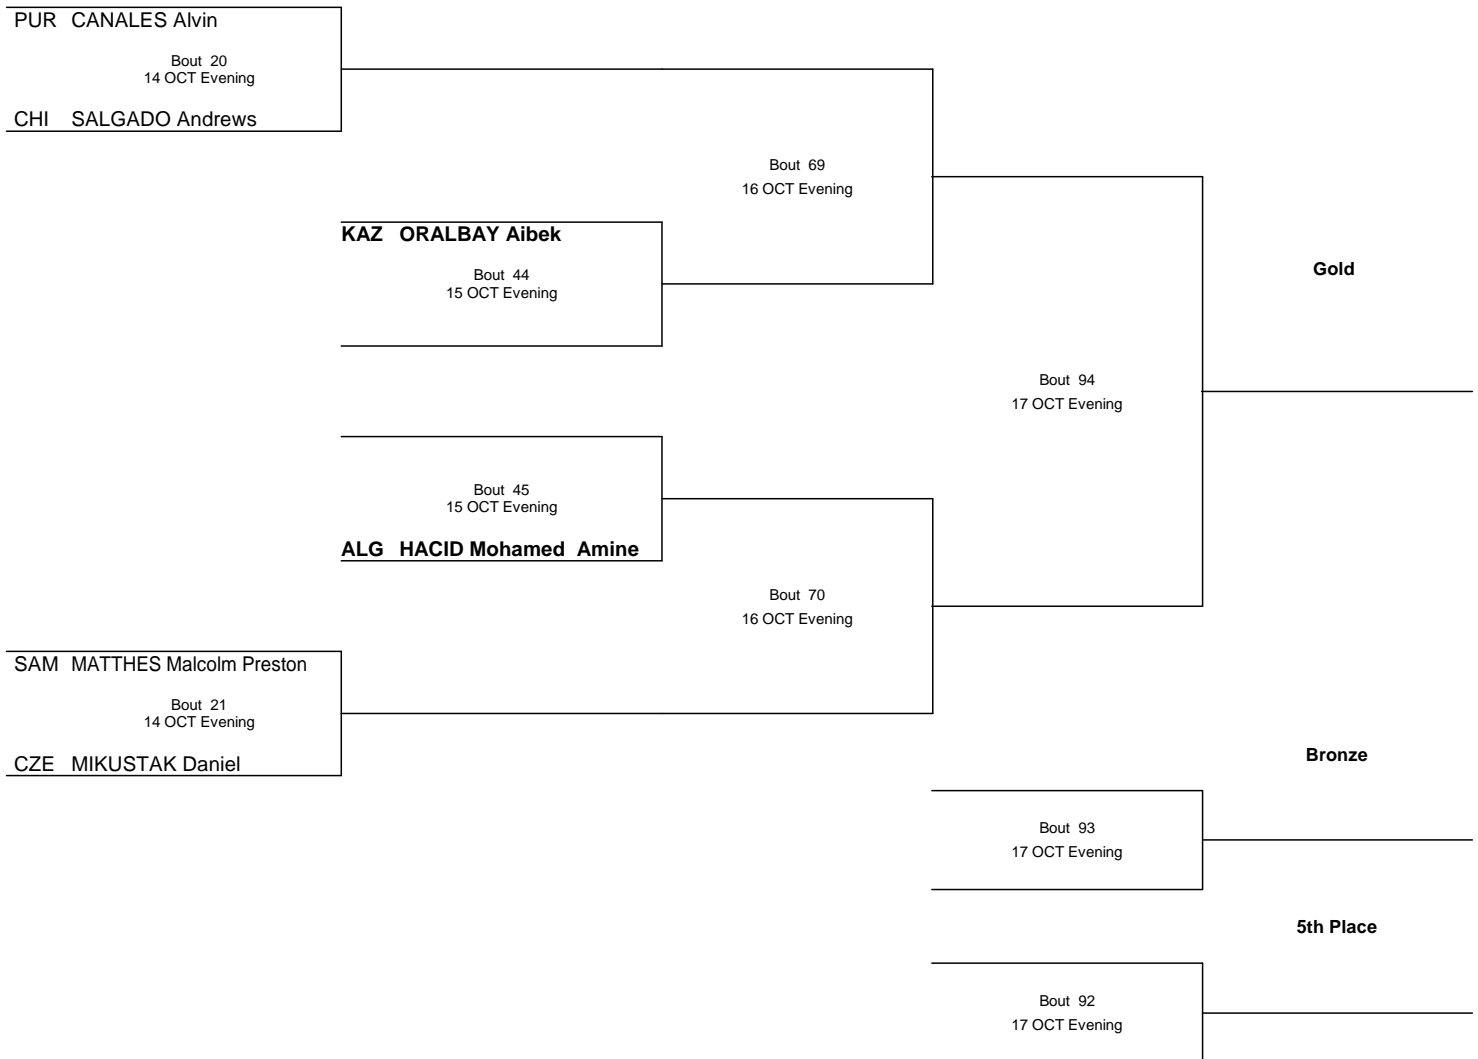 PUR CANALES Alvin
Bout 20
14 OCT Evening
CHI SALGADO Andrews
Bout 69
16 OCT Evening
KAZ ORALBAY Aibek
Bout 44
15 OCT Evening
Gold
Bout 94
17 OCT Evening
Bout 45
15 OCT Evening
ALG HACID Mohamed Amine
Bout 70
16 OCT Evening
SAM MATTHES Malcolm Preston
Bout 21
14 OCT Evening
CZE MIKUSTAK Daniel
Bronze
Bout 93
17 OCT Evening
5th Place
Bout 92
17 OCT Evening